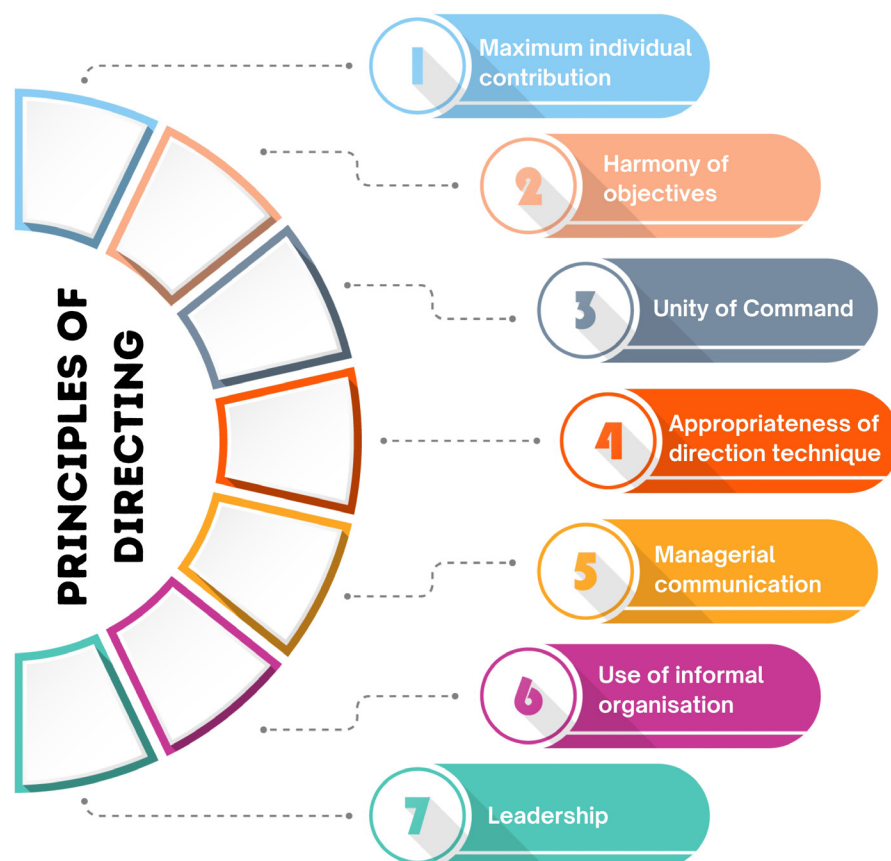 PRINCIPLES OF
DIRECTING
1
Maximum individual
contribution
2
Harmony of
objectives
3
Unity of Command
4
Appropriateness of
direction technique
5
Managerial
communication
6
Use of informal
organisation
7
Leadership